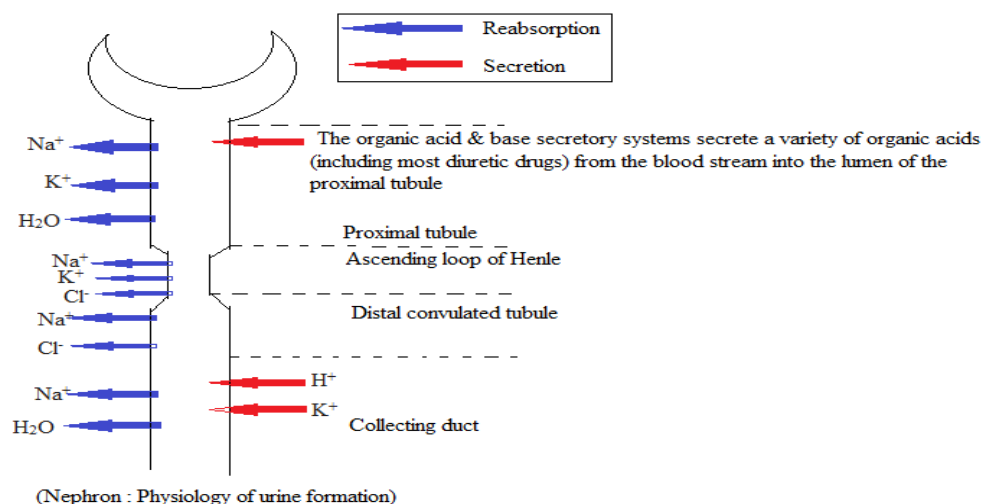 Reabsorption
Secretion
Na⁺
K⁺
H₂O
The organic acid & base secretory systems secrete a variety of organic acids
(including most diuretic drugs) from the blood stream into the lumen of the
proximal tubule
Proximal tubule
Na⁺
K⁺
Cl⁻
Ascending loop of Henle
Na⁺
Cl⁻
Distal convulated tubule
Na⁺
H₂O
H⁺
K⁺
Collecting duct
(Nephron : Physiology of urine formation)